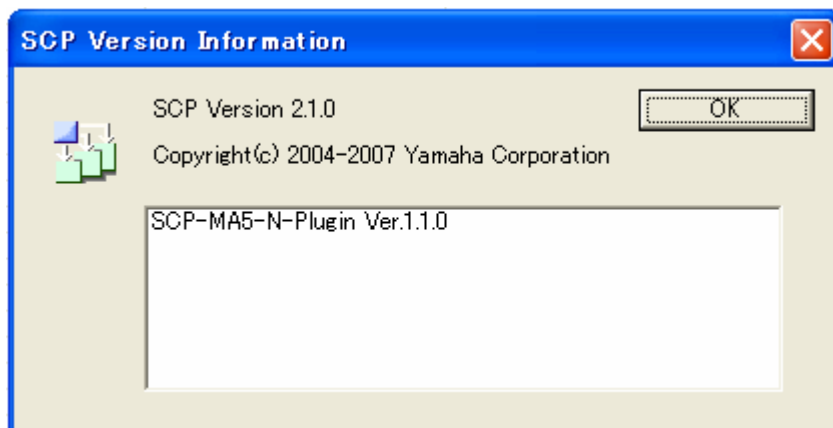 SCP Version Information
SCP Version 2.1.0
OK
Copyright(c) 2004-2007 Yamaha Corporation
SCP-MA5-N-Plugin Ver.1.1.0